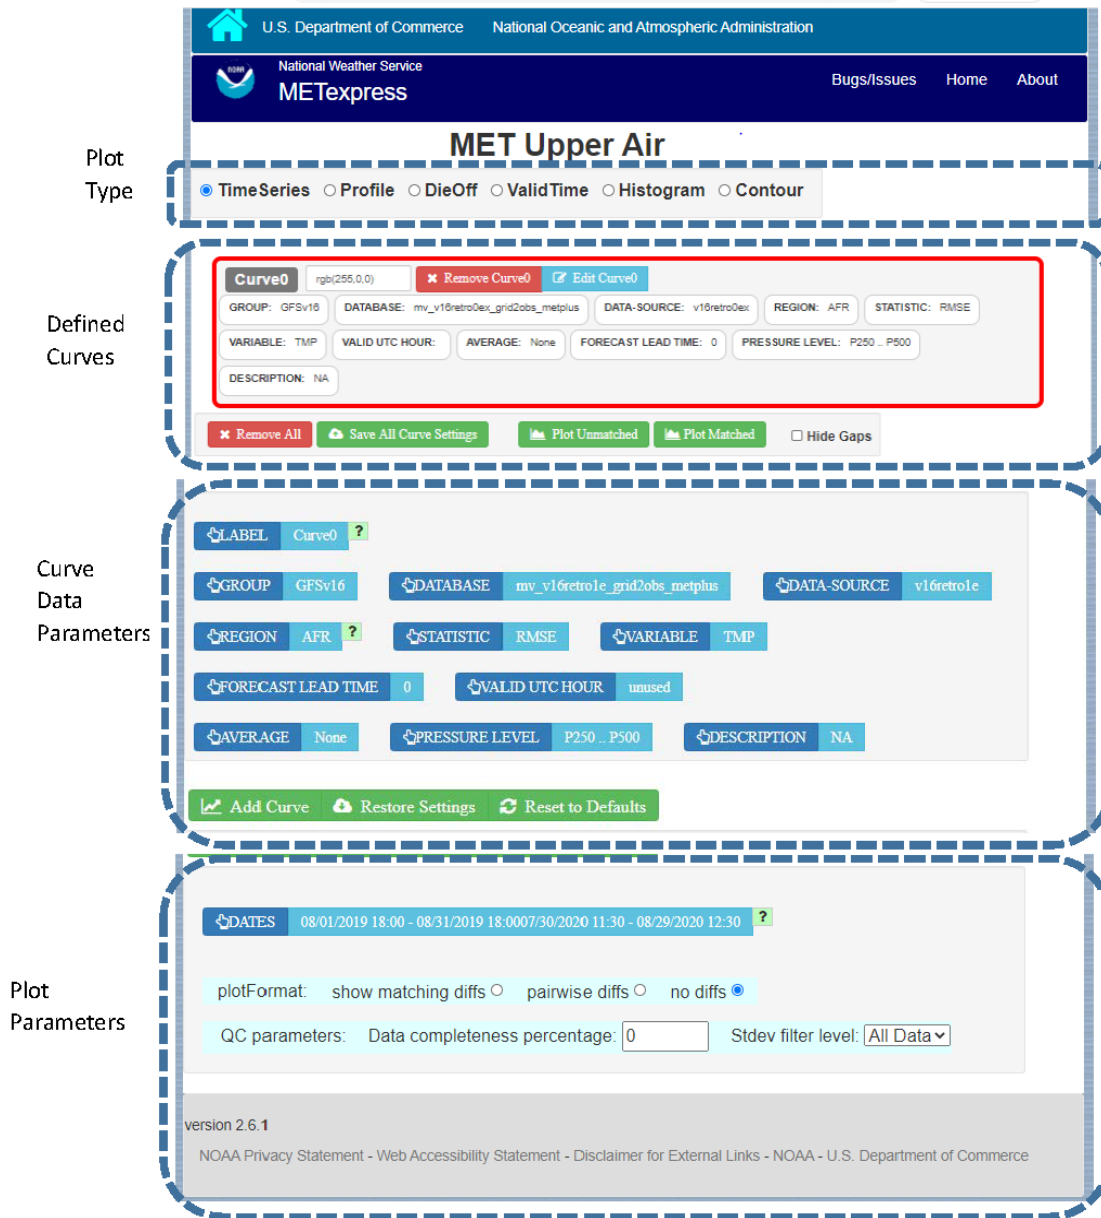 U.S. Department of Commerce National Oceanic and Atmospheric Administration
NOAA
National Weather Service
METexpress
Bugs/Issues Home About
MET Upper Air
Plot
Type
TimeSeries Profile DieOff ValidTime Histogram Contour
Defined
Curves
Curve0 rgb(255,0,0) Remove Curve0 Edit Curve0
GROUP: GFSv16 DATABASE: mv_v16retro0ex_grid2obs_metplus DATA-SOURCE: v16retro0ex REGION: AFR STATISTIC: RMSE
VARIABLE: TMP VALID UTC HOUR: AVERAGE: None FORECAST LEAD TIME: 0 PRESSURE LEVEL: P250 .. P500
DESCRIPTION: NA
Remove All Save All Curve Settings Plot Unmatched Plot Matched Hide Gaps
Curve
Data
Parameters
LABEL Curve0 ?
GROUP GFSv16 DATABASE mv_v16retro1e_grid2obs_metplus DATA-SOURCE v16retro1e
REGION AFR ? STATISTIC RMSE VARIABLE TMP
FORECAST LEAD TIME 0 VALID UTC HOUR unused
AVERAGE None PRESSURE LEVEL P250 .. P500 DESCRIPTION NA
Add Curve Restore Settings Reset to Defaults
Plot
Parameters
DATES 08/01/2019 18:00 - 08/31/2019 18:0007/30/2020 11:30 - 08/29/2020 12:30 ?
plotFormat: show matching diffs pairwise diffs no diffs
QC parameters: Data completeness percentage: 0 Stdev filter level: All Data
version 2.6.1
NOAA Privacy Statement - Web Accessibility Statement - Disclaimer for External Links - NOAA - U.S. Department of Commerce